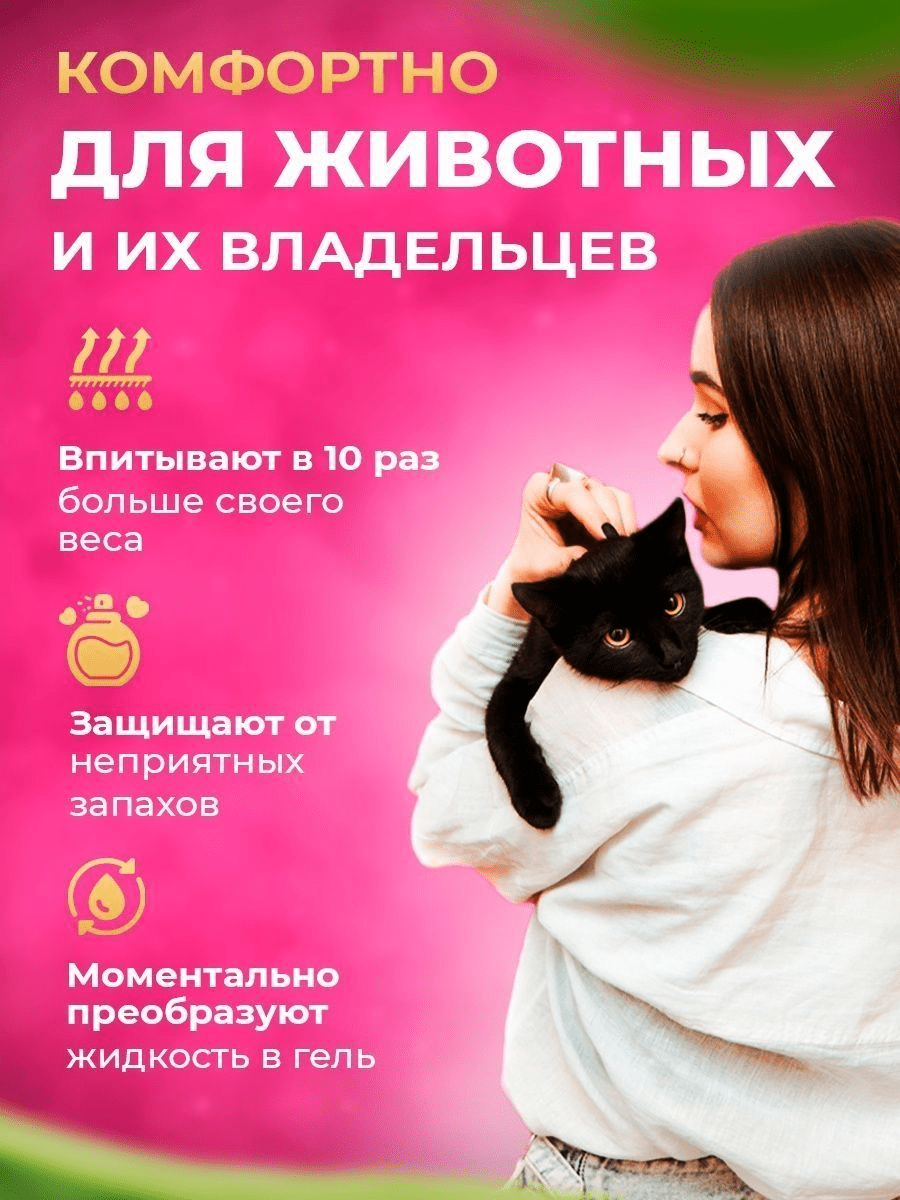 КОМФОРТНО
ДЛЯ ЖИВОТНЫХ
И ИХ ВЛАДЕЛЬЦЕВ
Впитывают в 10 раз
больше своего
веса
Защищают от
неприятных
запахов
Моментально
преобразуют
жидкость в гель